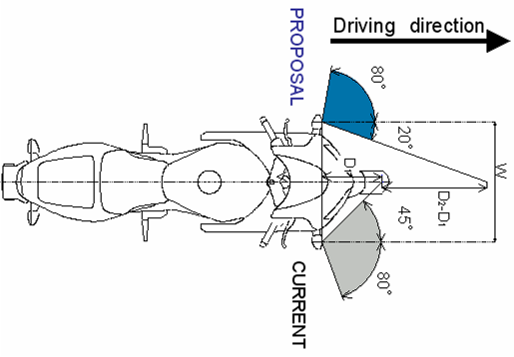 Driving direction
PROPOSAL
80°
20°
W
D₁
D₂-D₁
45°
80°
CURRENT